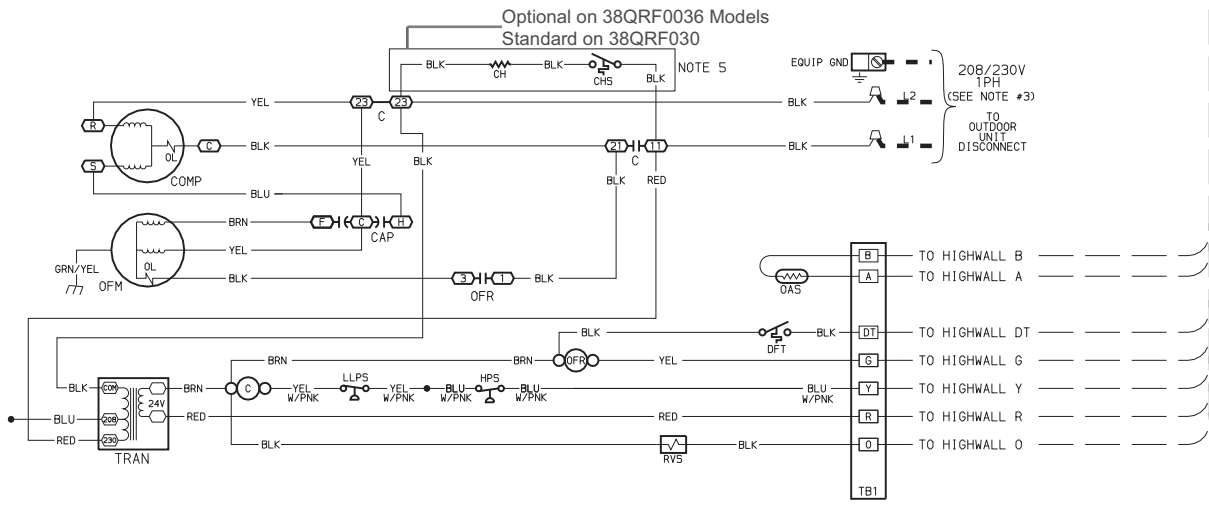 Optional on 38QRF0036 Models
Standard on 38QRF030
BLK CH BLK CHS BLK NOTE 5
EQUIP GND
208/230V
1PH
(SEE NOTE #3)
TO
OUTDOOR
UNIT
DISCONNECT
R YEL 23 C 23 BLK L2
OL C BLK 21 C 11 BLK L1
S COMP
YEL BLK BLK RED
BLU
BRN F C H
CAP
YEL
GRN/YEL OFM OL BLK 3 1 BLK
OFR
B TO HIGHWALL B
OAS A TO HIGHWALL A
BLK DFT BLK DT TO HIGHWALL DT
BRN BRN OFR YEL G TO HIGHWALL G
BLK COM 24V BRN C YEL W/PNK LLPS YEL W/PNK BLU W/PNK HPS BLU W/PNK BLU W/PNK Y TO HIGHWALL Y
BLU 208 RED RED R TO HIGHWALL R
RED 230 BLK RVS BLK O TO HIGHWALL O
TRAN
TB1